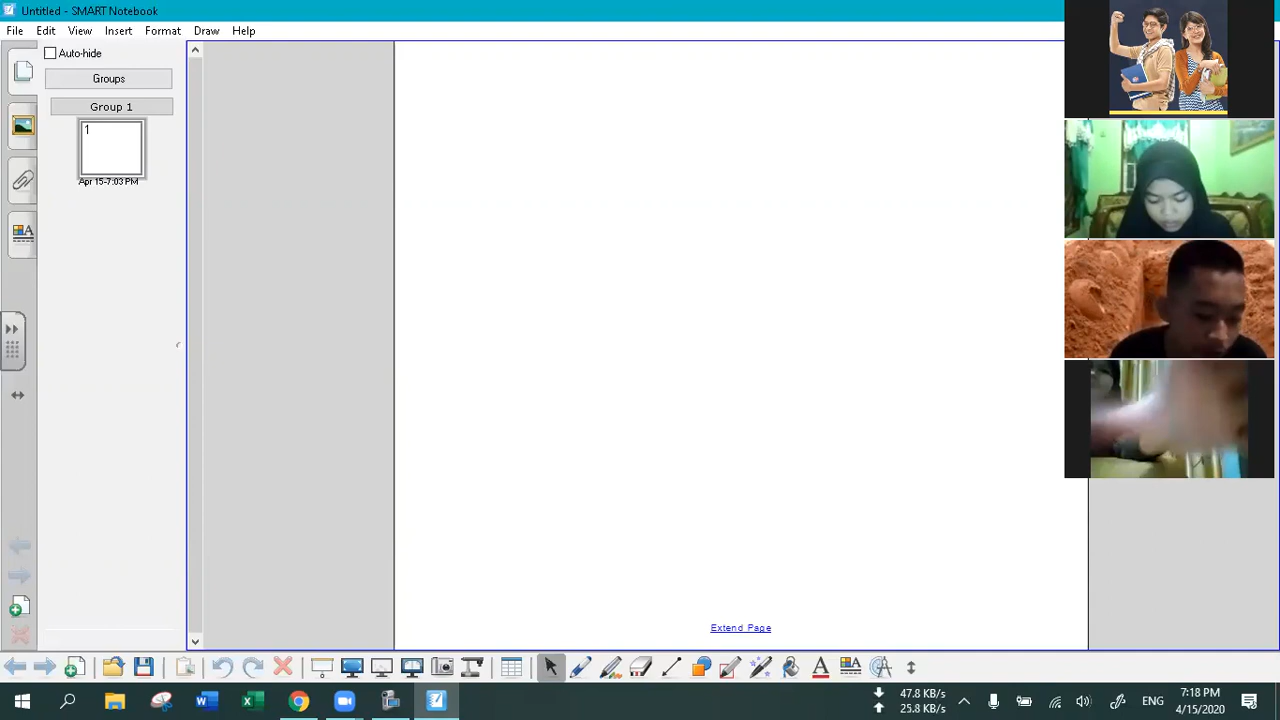 Untitled - SMART Notebook
File Edit View Insert Format Draw Help
Auto-hide
Groups
Group 1
1
Apr 15-7:03 PM
Extend Page
47.8 KB/s
25.8 KB/s
ENG
7:18 PM
4/15/2020